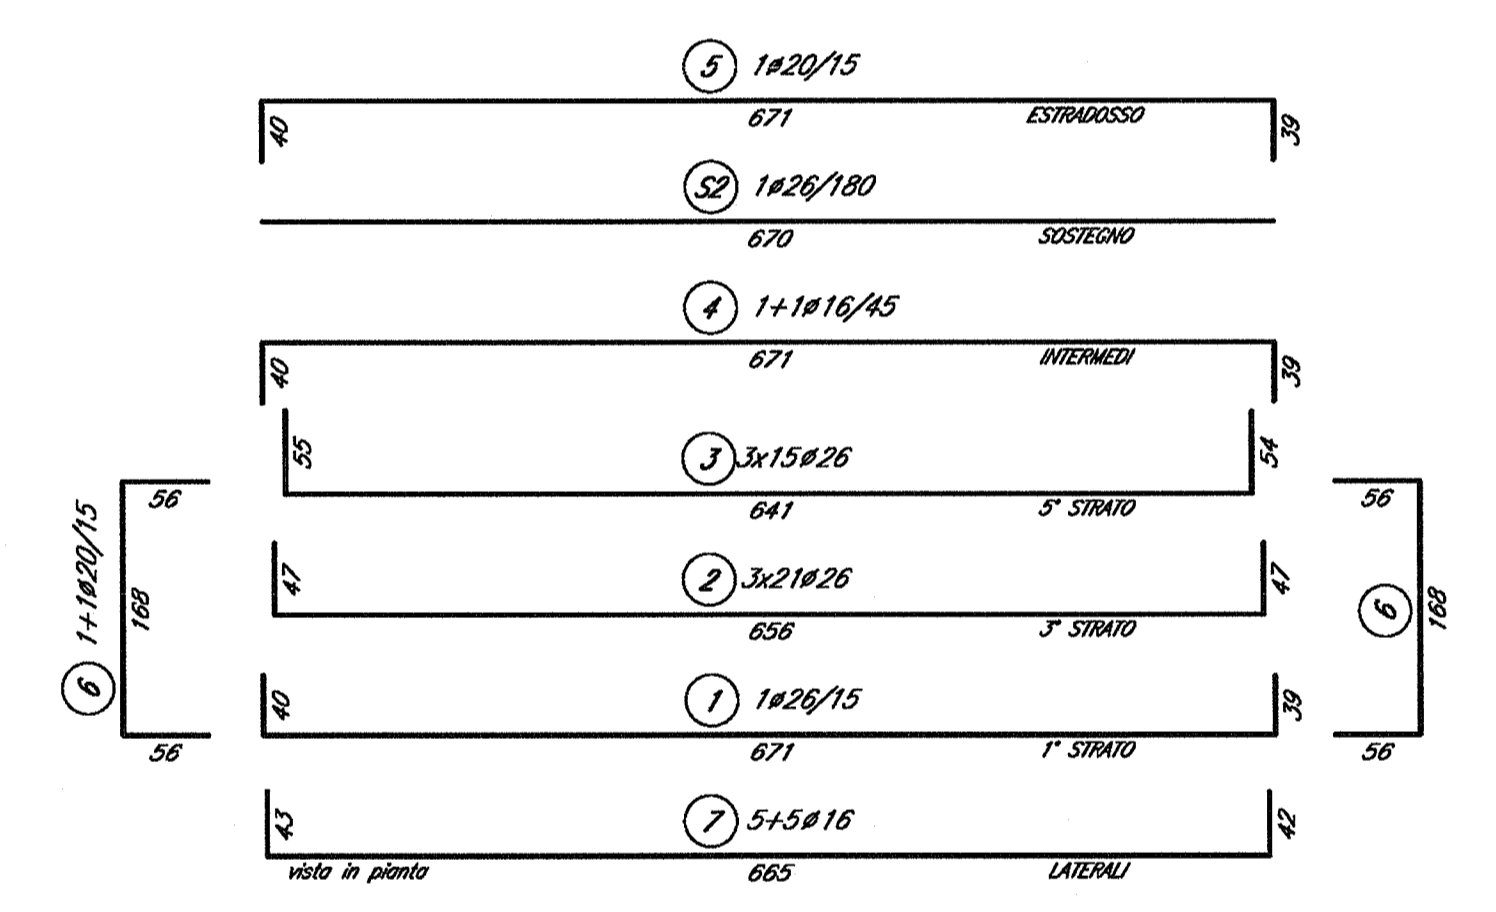 5 1ø20/15
40 671 ESTRADOSSO 39
S2 1ø26/180
670 SOSTEGNO
4 1+1ø16/45
40 671 INTERMEDI 39
55 3 3x15ø26 54
641 5° STRATO
47 2 3x21ø26 47
656 3° STRATO
40 1 1ø26/15 39
671 1° STRATO
43 7 5+5ø16 42
vista in pianta 665 LATERALI
6 1+1ø20/15
56
168
56
56
6 168
56